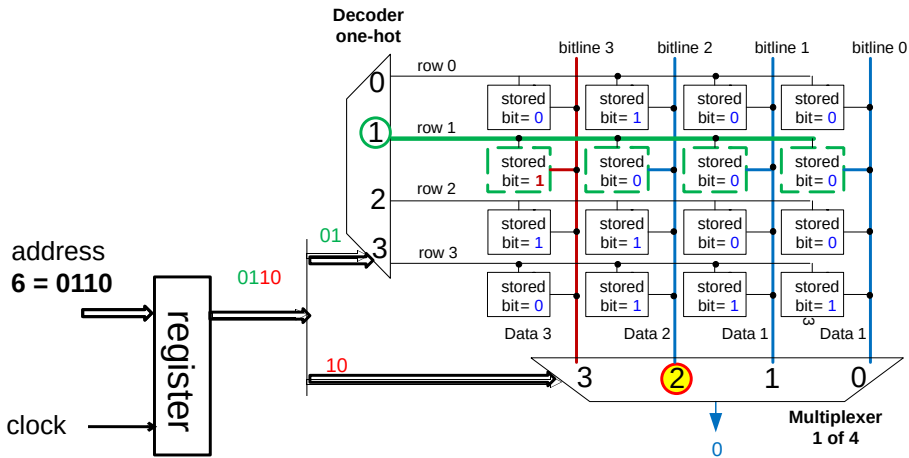 Decoder
one-hot
bitline 3 bitline 2 bitline 1 bitline 0
row 0
0
stored stored stored stored
bit= 0 bit= 1 bit= 0 bit= 0
1
row 1
stored stored stored stored
bit= 1 bit= 0 bit= 0 bit= 0
row 2
2
stored stored stored stored
bit= 1 bit= 1 bit= 0 bit= 0
01
3
row 3
stored stored stored stored
bit= 0 bit= 1 bit= 1 bit= 1
3
address
6 = 0110
0110
register
clock
Data 3 Data 2 Data 1 Data 1
10
3 2 1 0
Multiplexer
1 of 4
0